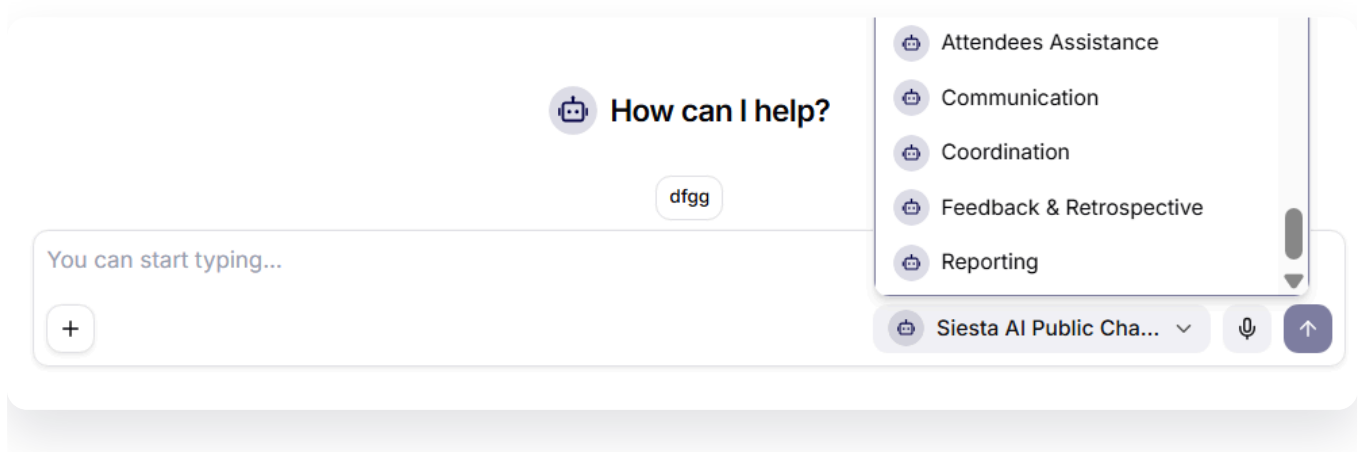 Attendees Assistance
Communication
How can I help?
Coordination
dfgg
Feedback & Retrospective
You can start typing...
Reporting
Siesta AI Public Cha...